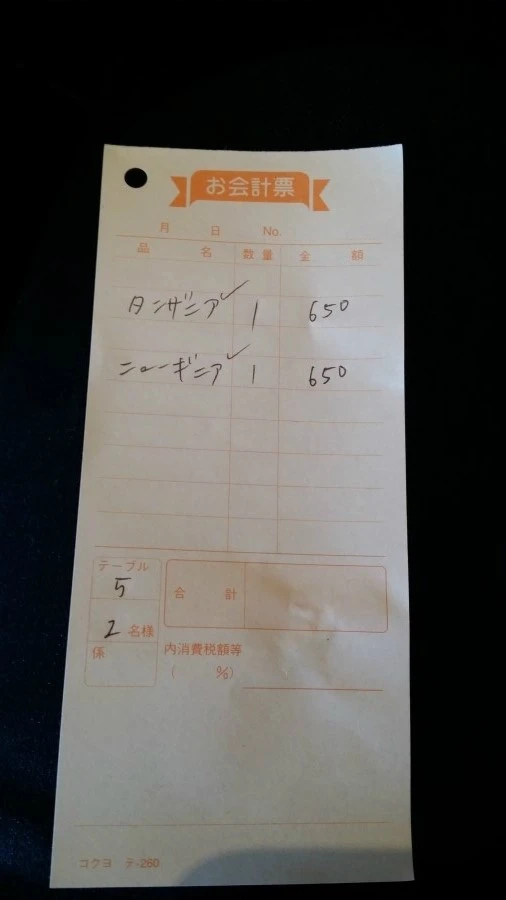 お会計票
月 日 No.
品 名 数量 金 額
タンザニア✓ 1 650
ニューギニア✓ 1 650
テーブル
5
合 計
2 名様
係
内消費税額等
( %)
コクヨ テ-260